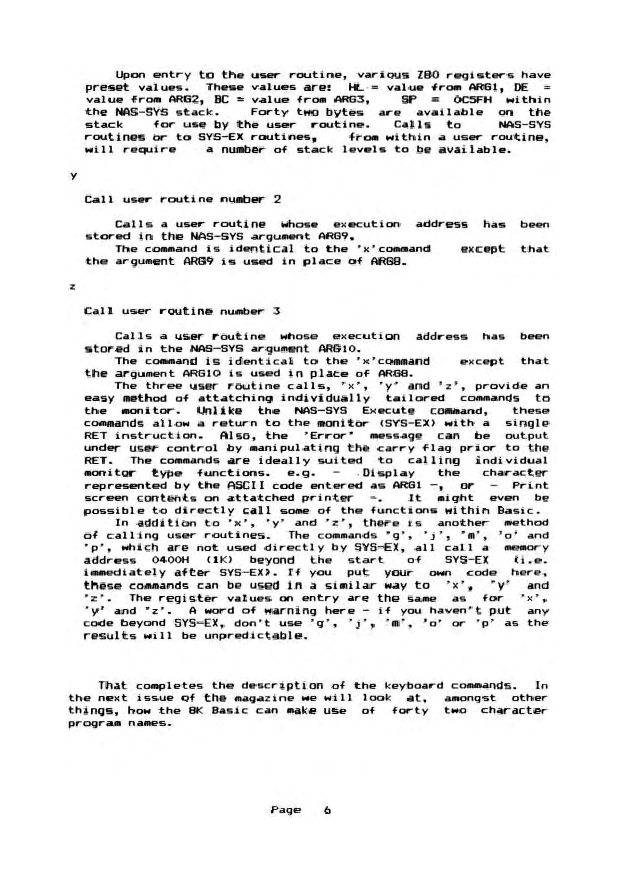 Upon entry to the user routine, various Z80 registers have
preset values. These values are: HL = value from ARG1, DE =
value from ARG2, BC = value from ARG3, SP = 0C5FH within
the NAS-SYS stack. Forty two bytes are available on the
stack for use by the user routine. Calls to NAS-SYS
routines or to SYS-EX routines, from within a user routine,
will require a number of stack levels to be available.
y
Call user routine number 2
Calls a user routine whose execution address has been
stored in the NAS-SYS argument ARG9.
The command is identical to the 'x'command except that
the argument ARG9 is used in place of ARG8.
z
Call user routine number 3
Calls a user routine whose execution address has been
stored in the NAS-SYS argument ARG10.
The command is identical to the 'x'command except that
the argument ARG10 is used in place of ARG8.
The three user routine calls, 'x', 'y' and 'z', provide an
easy method of attatching individually tailored commands to
the monitor. Unlike the NAS-SYS Execute command, these
commands allow a return to the monitor (SYS-EX) with a single
RET instruction. Also, the 'Error' message can be output
under user control by manipulating the carry flag prior to the
RET. The commands are ideally suited to calling individual
monitor type functions. e.g. - Display the character
represented by the ASCII code entered as ARG1 -, or - Print
screen contents on attatched printer -. It might even be
possible to directly call some of the functions within Basic.
In addition to 'x', 'y' and 'z', there is another method
of calling user routines. The commands 'g', 'j', 'm', 'o' and
'p', which are not used directly by SYS-EX, all call a memory
address 0400H (1K) beyond the start of SYS-EX (i.e.
immediately after SYS-EX). If you put your own code here,
these commands can be used in a similar way to 'x', 'y' and
'z'. The register values on entry are the same as for 'x',
'y' and 'z'. A word of warning here - if you haven't put any
code beyond SYS-EX, don't use 'g', 'j', 'm', 'o' or 'p' as the
results will be unpredictable.
That completes the description of the keyboard commands. In
the next issue of the magazine we will look at, amongst other
things, how the 8K Basic can make use of forty two character
program names.
Page 6